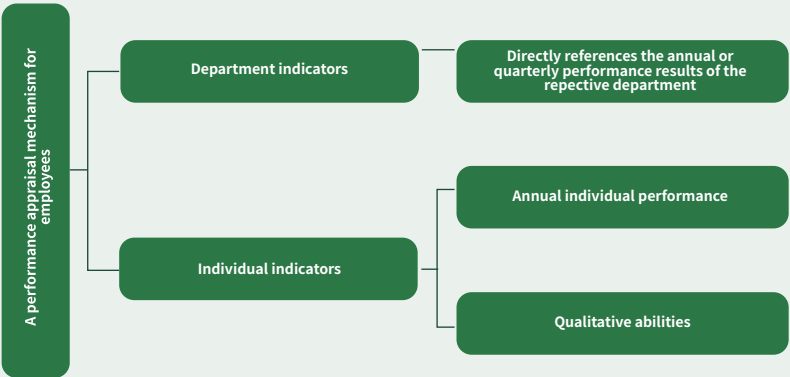 A performance appraisal mechanism for
employees
Department indicators
Directly references the annual or
quarterly performance results of the
repective department
Individual indicators
Annual individual performance
Qualitative abilities